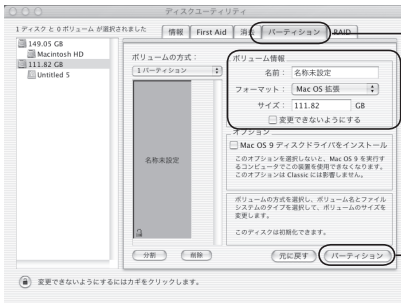 ディスクユーティリティ
1 ディスク と 0 ボリューム が選択されました
149.05 GB
Macintosh HD
111.82 GB
Untitled 5
情報 First Aid 消去 パーティション RAID
ボリュームの方式：
1 パーティション
名称未設定
分割 削除
ボリューム情報
名前： 名称未設定
フォーマット： Mac OS 拡張
サイズ： 111.82 GB
変更できないようにする
オプション
Mac OS 9 ディスクドライバをインストール
このオプションを選択しないと、Mac OS 9 を実行するコンピュータでこの装置を使用できなくなります。
このオプションは Classic には影響しません。
ボリュームの方式を選択し、ボリューム名とファイル
システムのタイプを選択して、ボリュームのサイズを
変更します。
このディスクは初期化できます。
元に戻す パーティション
変更できないようにするにはカギをクリックします。